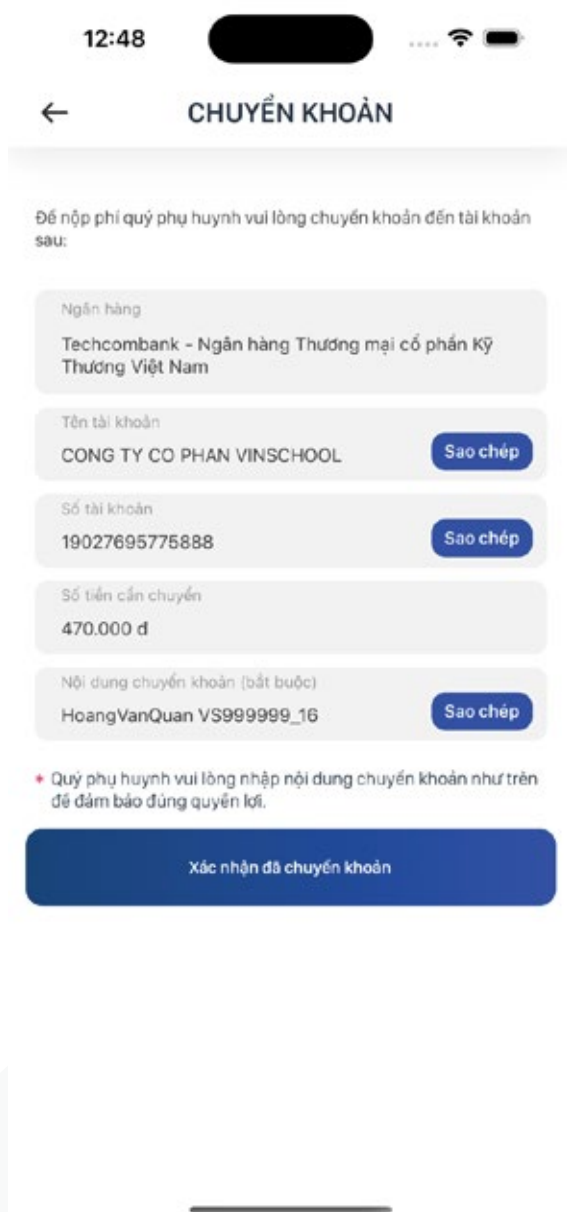 12:48
CHUYỂN KHOẢN
Để nộp phí quý phụ huynh vui lòng chuyển khoản đến tài khoản
sau:
Ngân hàng
Techcombank - Ngân hàng Thương mại cổ phần Kỹ
Thương Việt Nam
Tên tài khoản
CONG TY CO PHAN VINSCHOOL
Sao chép
Số tài khoản
19027695775888
Sao chép
Số tiền cần chuyển
470.000 đ
Nội dung chuyển khoản (bắt buộc)
HoangVanQuan VS999999_16
Sao chép
* Quý phụ huynh vui lòng nhập nội dung chuyển khoản như trên
để đảm bảo đúng quyền lợi.
Xác nhận đã chuyển khoản